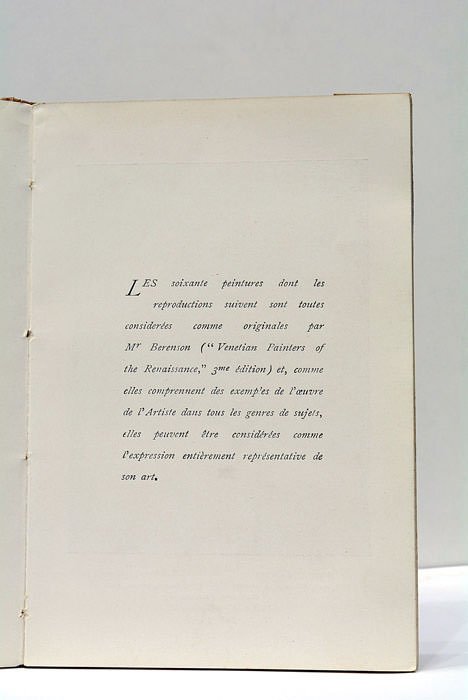 LES soixante peintures dont les
reproductions suivent sont toutes
considerées comme originales par
Mr Berenson (“Venetian Painters of
the Renaissance,” 3me édition) et, comme
elles comprennent des exemples de l'œuvre
de l'Artiste dans tous les genres de sujets,
elles peuvent être considérées comme
l'expression entièrement représentative de
son art.